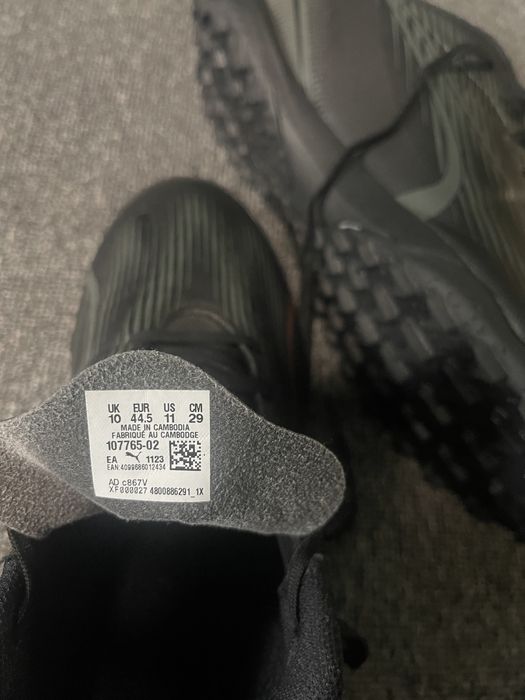 UK EUR US CM
10 44.5 11 29
MADE IN CAMBODIA
FABRIQUÉ AU CAMBODGE
107765-02
EA 1123
EAN 4099686012434
AD c867V
XF000027 4800886291_1X